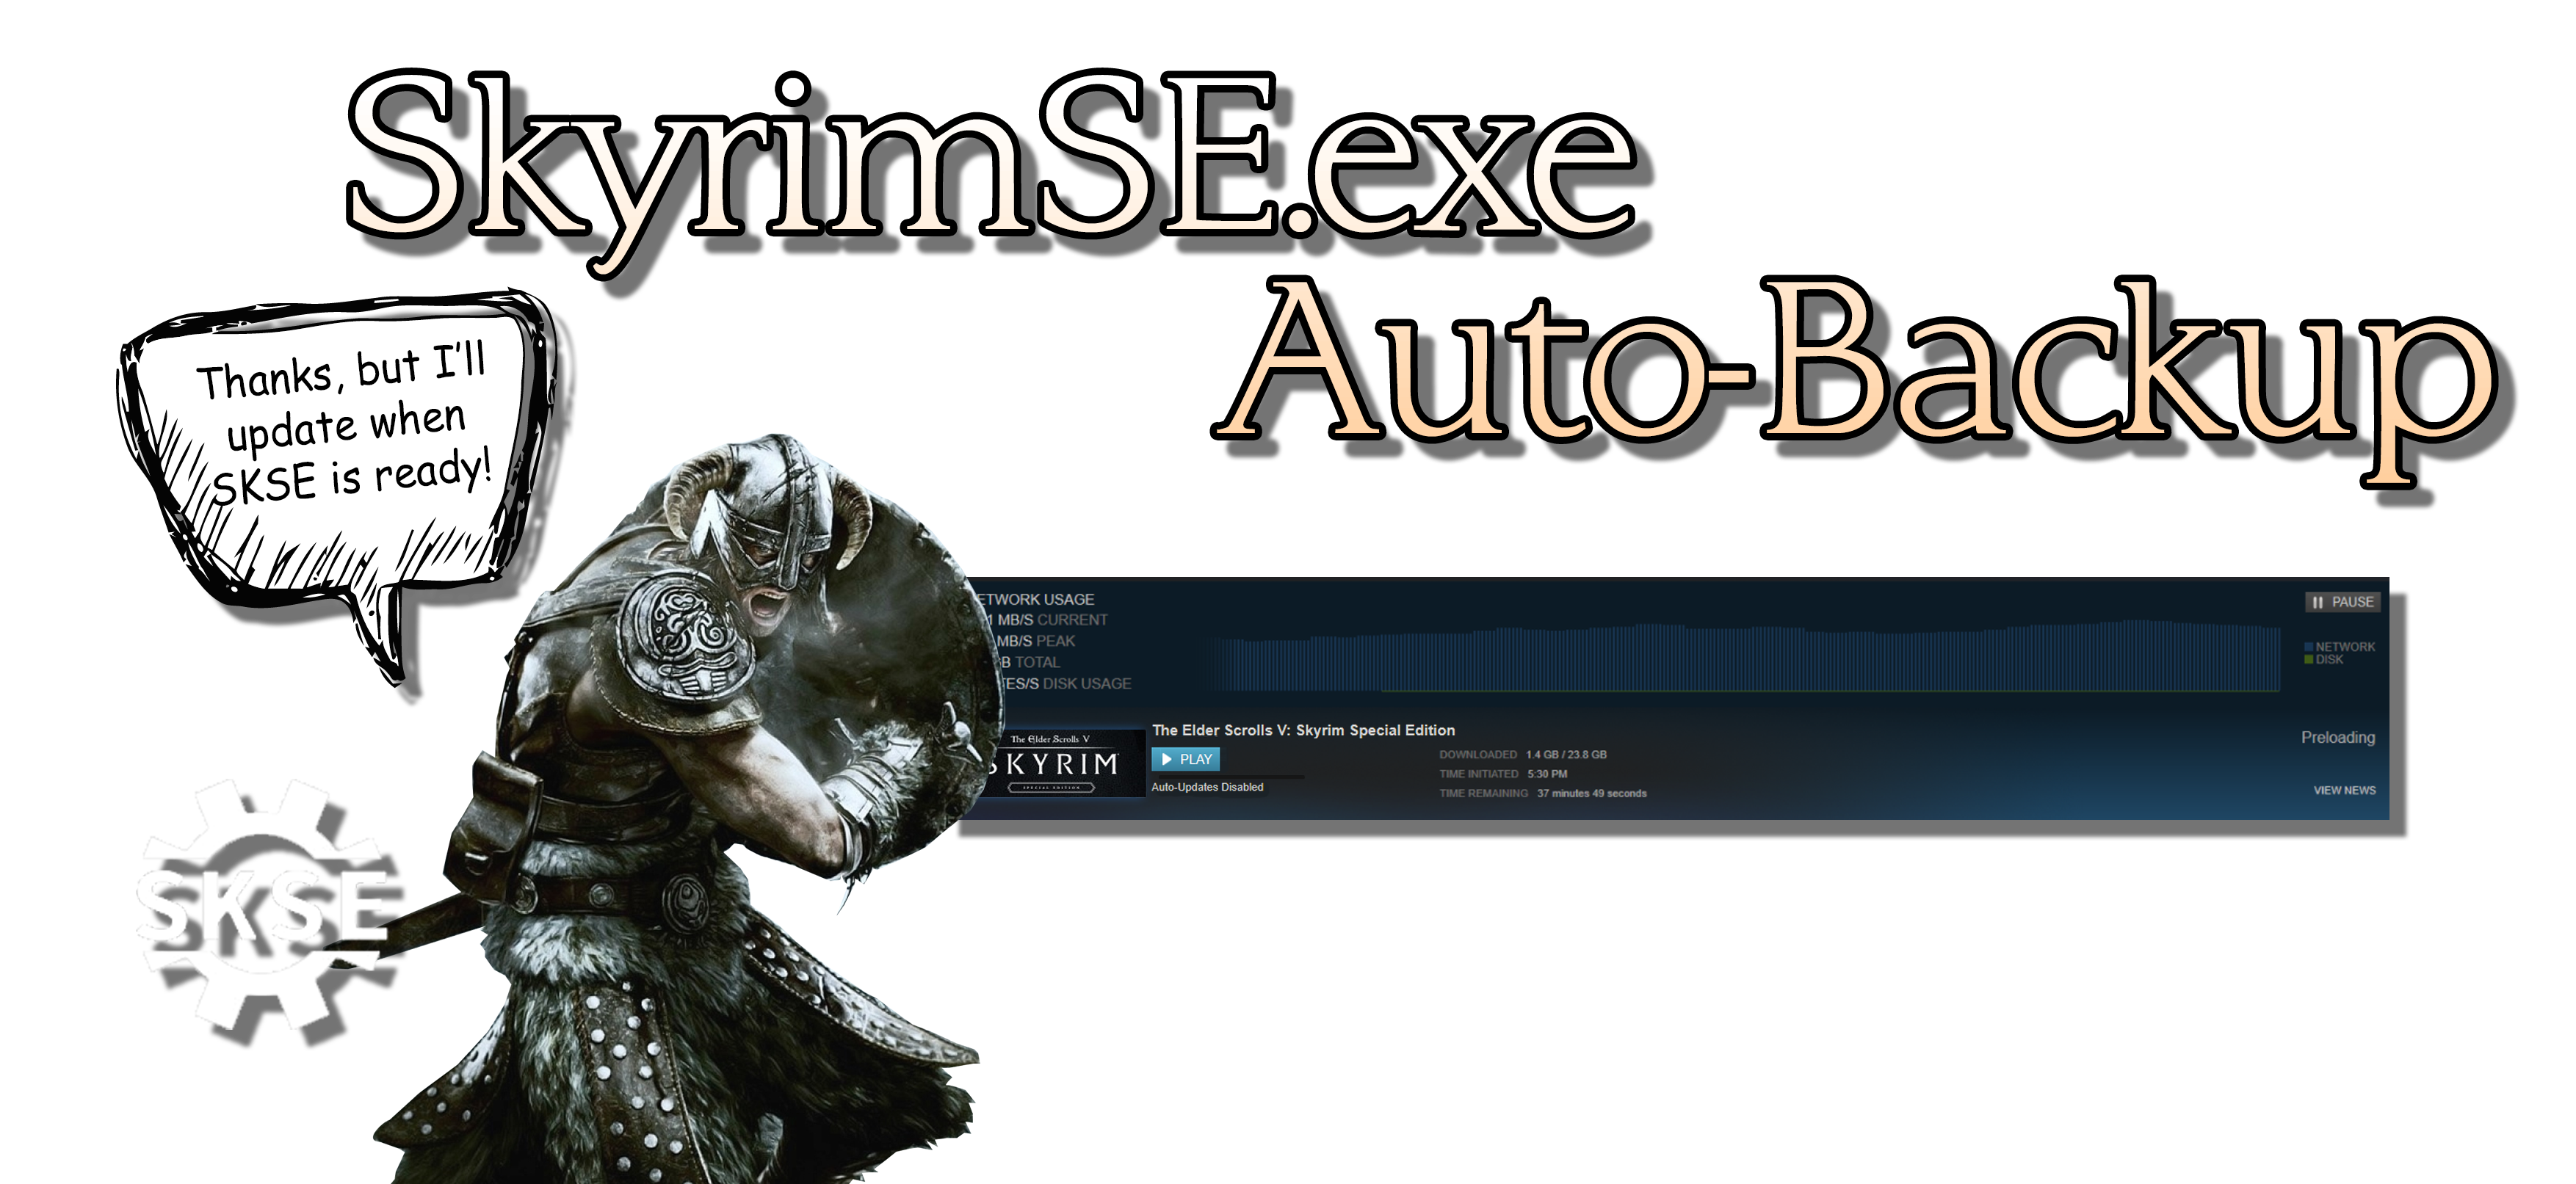 SkyrimSE.exe
Auto-Backup
Thanks, but I'll
update when
SKSE is ready!
USAGE
MB/S CURRENT
MB/S PEAK
TOTAL
DISK USAGE
PAUSE
NETWORK
DISK
The Elder Scrolls V
SKYRIM
SPECIAL EDITION
The Elder Scrolls V: Skyrim Special Edition
PLAY
Auto-Updates Disabled
DOWNLOADED 1.4 GB / 23.8 GB
TIME INITIATED 5:30 PM
TIME REMAINING 37 minutes 49 seconds
Preloading
VIEW NEWS
SKSE